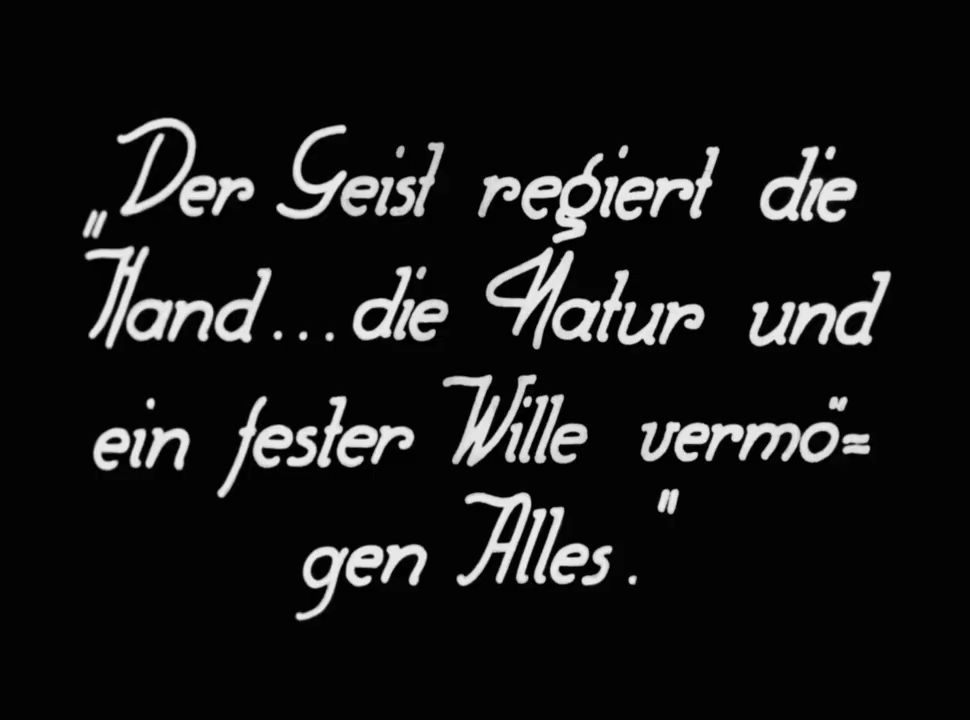 „Der Geist regiert die
Hand... die Natur und
ein fester Wille vermö=
gen Alles."